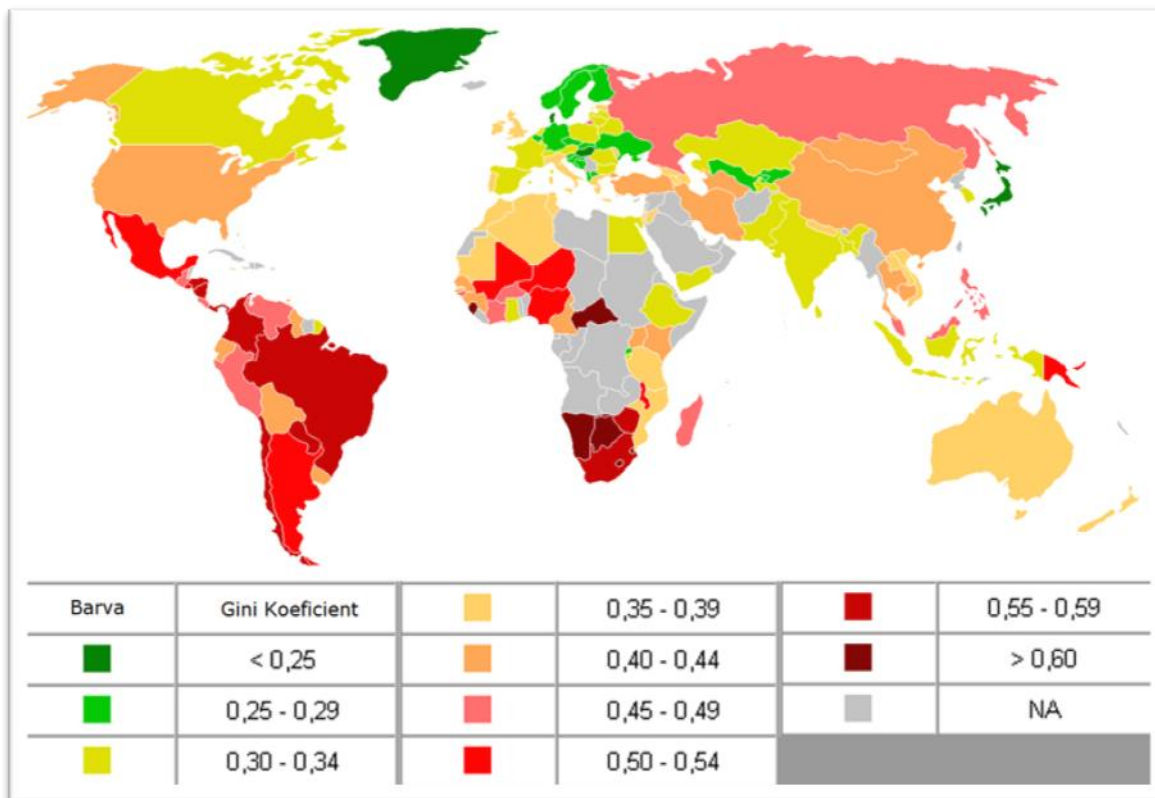 Barva Gini Koeficient 0,35 - 0,39 0,55 - 0,59
< 0,25 0,40 - 0,44 > 0,60
0,25 - 0,29 0,45 - 0,49 NA
0,30 - 0,34 0,50 - 0,54